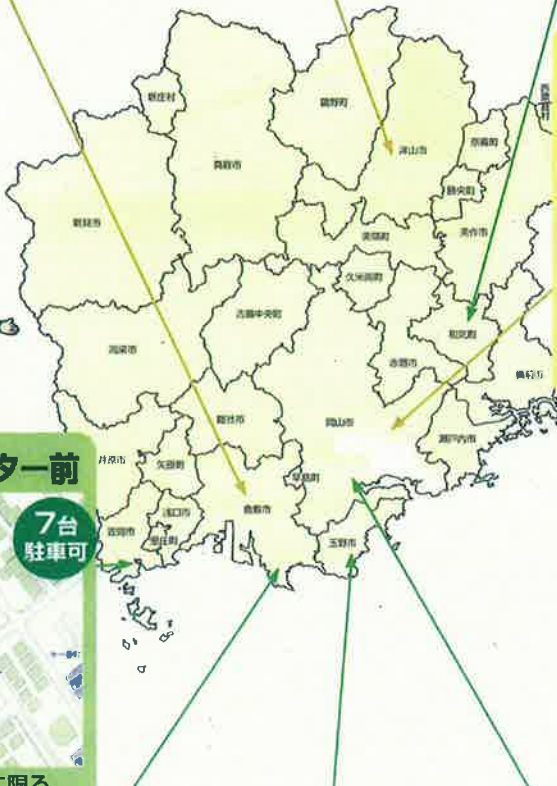 新庄村
鏡野町
西粟倉村
奈義町
津山市
真庭市
勝央町
新見市
美作市
美咲町
久米南町
吉備中央町
和気町
高梁市
赤磐市
備前市
総社市
岡山市
瀬戸内市
井原市
矢掛町
早島町
浅口市
倉敷市
笠岡市
里庄町
玉野市
ター前
7台
駐車可
に限る